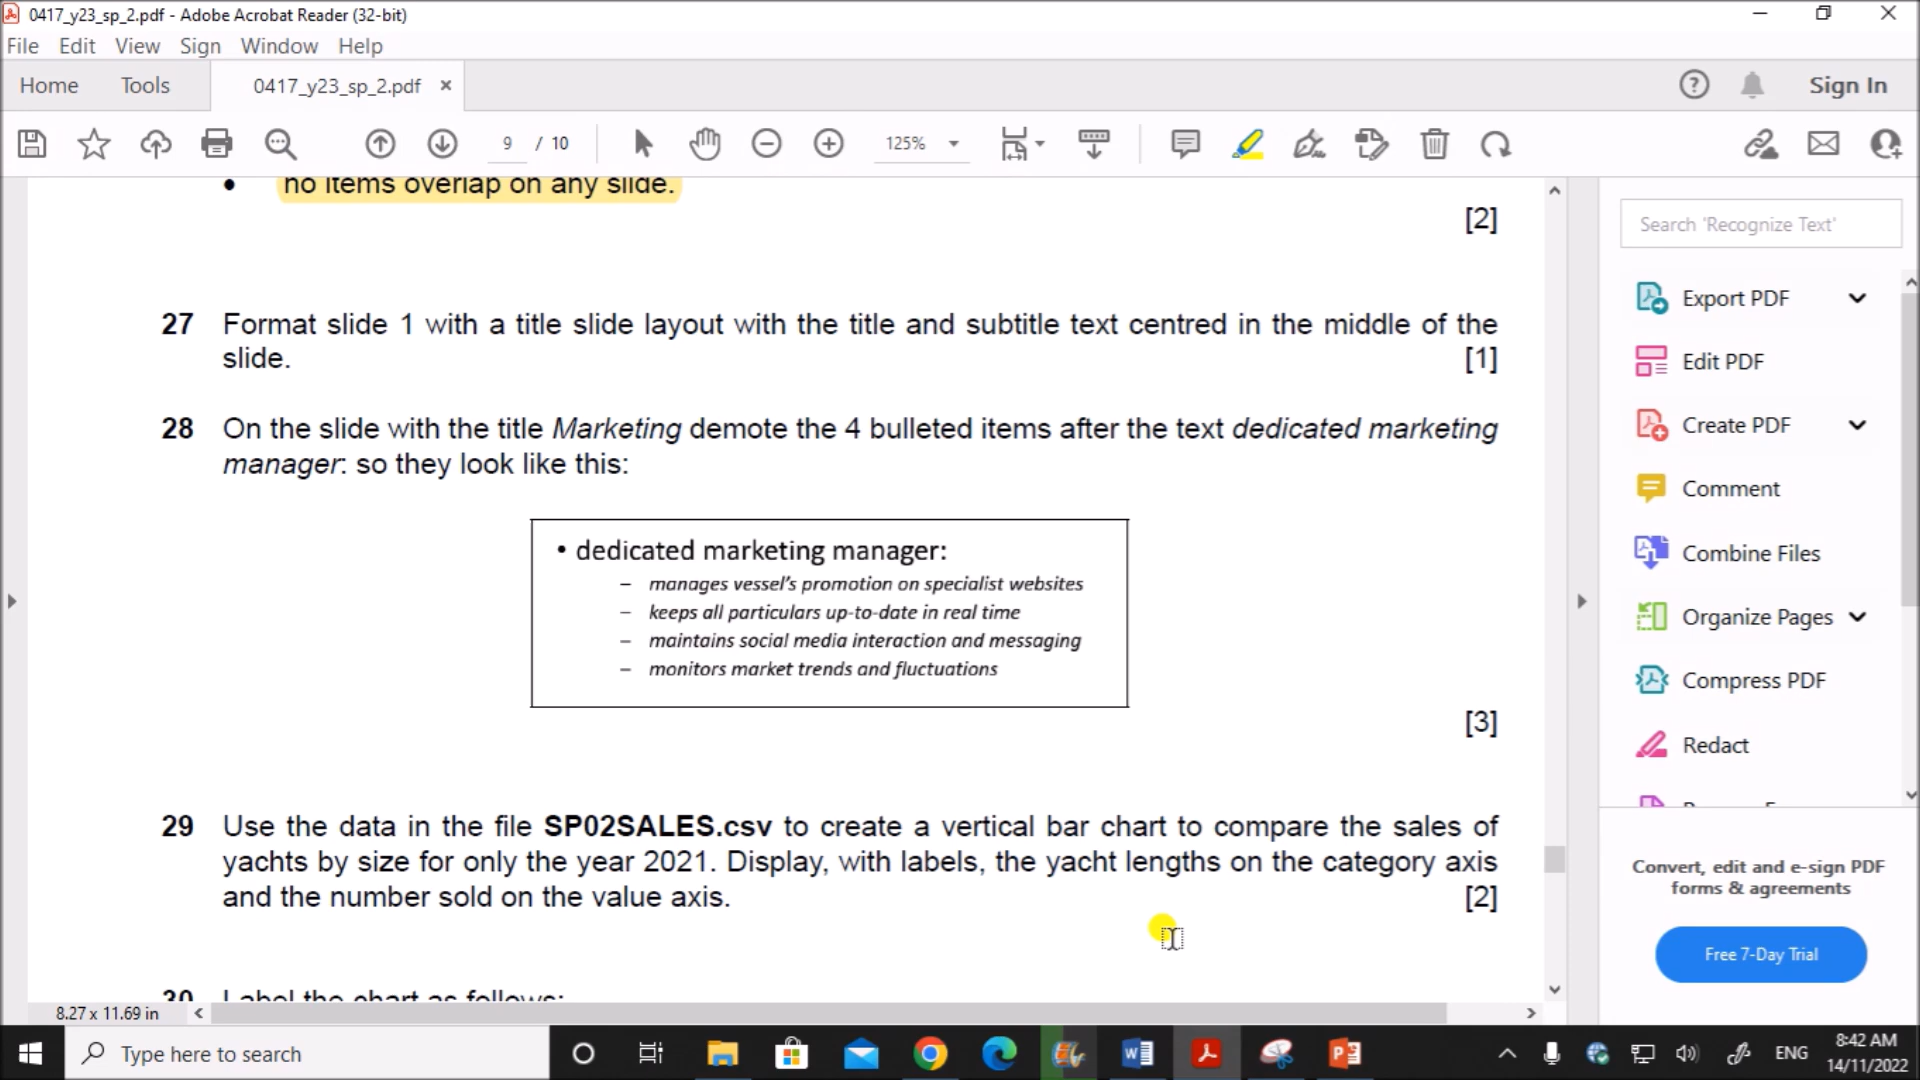 0417_y23_sp_2.pdf - Adobe Acrobat Reader (32-bit)
File Edit View Sign Window Help
Home Tools 0417_y23_sp_2.pdf × Sign In
9 / 10 125%
• no items overlap on any slide.
[2]
27 Format slide 1 with a title slide layout with the title and subtitle text centred in the middle of the
slide. [1]
28 On the slide with the title Marketing demote the 4 bulleted items after the text dedicated marketing
manager: so they look like this:
• dedicated marketing manager:
– manages vessel's promotion on specialist websites
– keeps all particulars up-to-date in real time
– maintains social media interaction and messaging
– monitors market trends and fluctuations
[3]
29 Use the data in the file SP02SALES.csv to create a vertical bar chart to compare the sales of
yachts by size for only the year 2021. Display, with labels, the yacht lengths on the category axis
and the number sold on the value axis. [2]
30 Label the chart as follows:
8.27 x 11.69 in
Search 'Recognize Text'
Export PDF
Edit PDF
Create PDF
Comment
Combine Files
Organize Pages
Compress PDF
Redact
Convert, edit and e-sign PDF
forms & agreements
Free 7-Day Trial
Type here to search
ENG
8:42 AM
14/11/2022